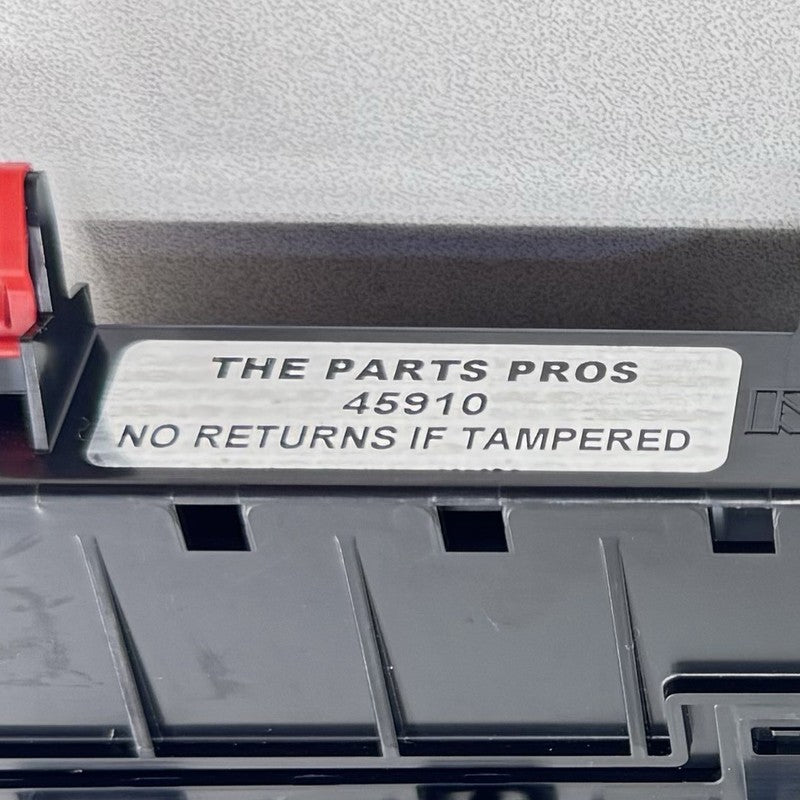 THE PARTS PROS
45910
NO RETURNS IF TAMPERED